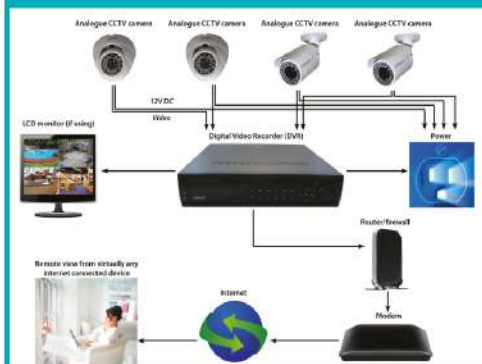 Analogue CCTV camera
Analogue CCTV camera
Analogue CCTV camera
Analogue CCTV camera
12V DC
Video
LCD monitor (if using)
Digital Video Recorder (DVR)
Power
Router/firewall
Remote view from virtually any
internet connected device
Internet
Modem